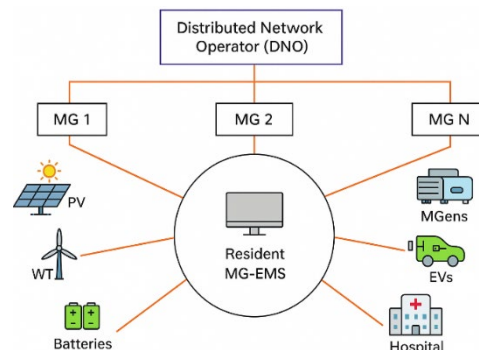 Distributed Network
Operator (DNO)
MG 1
MG 2
MG N
PV
MGens
WT
Resident
MG-EMS
EVs
Batteries
Hospital